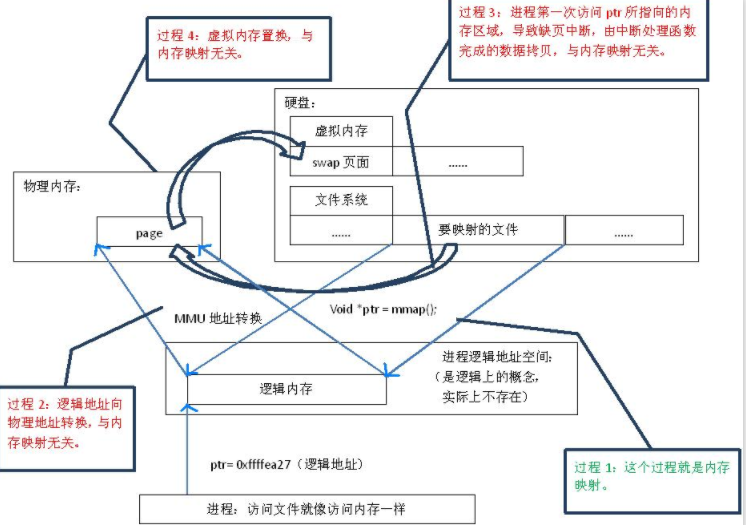 过程 4：虚拟内存置换，与
内存映射无关。
过程 3：进程第一次访问 ptr 所指向的内
存区域，导致缺页中断，由中断处理函数
完成的数据拷贝，与内存映射无关。
硬盘：
虚拟内存
swap 页面
......
文件系统
......
要映射的文件
......
物理内存：
page
MMU 地址转换
Void *ptr = mmap();
进程逻辑地址空间：
（是逻辑上的概念，
实际上不存在）
逻辑内存
过程 2：逻辑地址向
物理地址转换，与内
存映射无关。
ptr= 0xffffea27（逻辑地址）
过程 1：这个过程就是内存
映射。
进程：访问文件就像访问内存一样